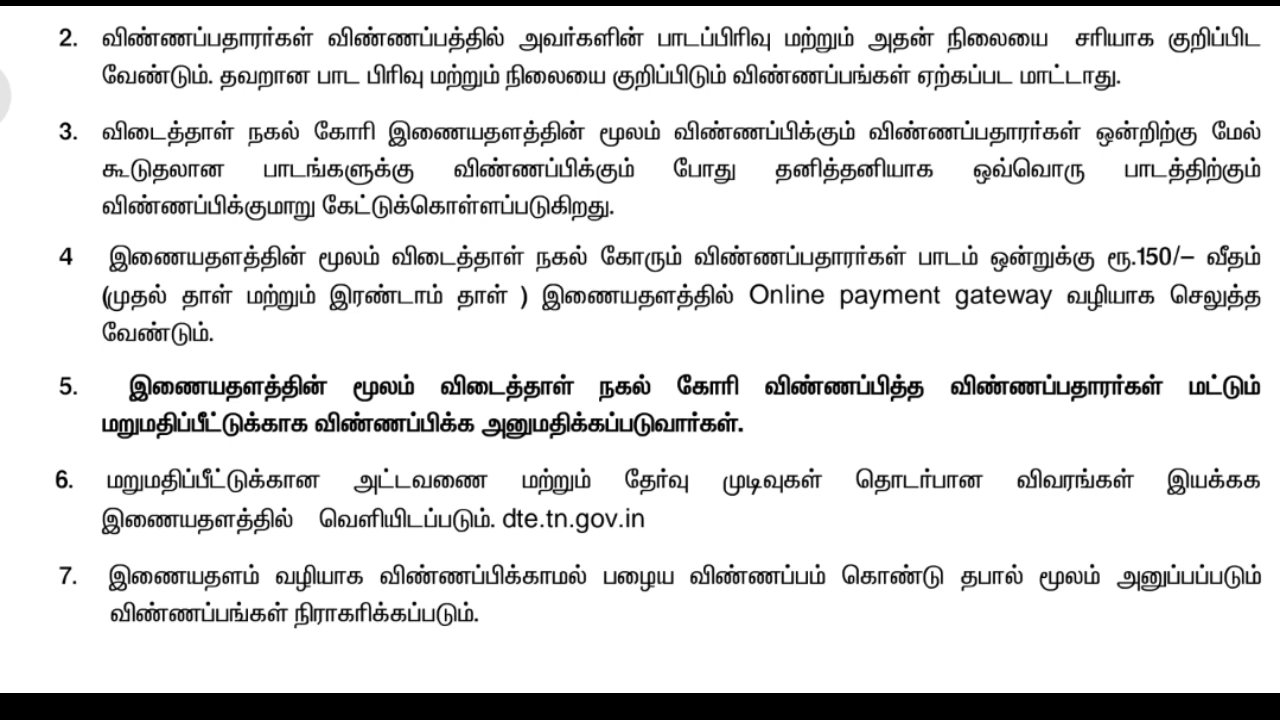 2. விண்ணப்பதாரர்கள் விண்ணப்பத்தில் அவர்களின் பாடப்பிரிவு மற்றும் அதன் நிலையை சரியாக குறிப்பிட
வேண்டும். தவறான பாட பிரிவு மற்றும் நிலையை குறிப்பிடும் விண்ணப்பங்கள் ஏற்கப்பட மாட்டாது.
3. விடைத்தாள் நகல் கோரி இணையதளத்தின் மூலம் விண்ணப்பிக்கும் விண்ணப்பதாரர்கள் ஒன்றிற்கு மேல்
கூடுதலான பாடங்களுக்கு விண்ணப்பிக்கும் போது தனித்தனியாக ஒவ்வொரு பாடத்திற்கும்
விண்ணப்பிக்குமாறு கேட்டுக்கொள்ளப்படுகிறது.
4 இணையதளத்தின் மூலம் விடைத்தாள் நகல் கோரும் விண்ணப்பதாரர்கள் பாடம் ஒன்றுக்கு ரூ.150/– வீதம்
(முதல் தாள் மற்றும் இரண்டாம் தாள் ) இணையதளத்தில் Online payment gateway வழியாக செலுத்த
வேண்டும்.
5. இணையதளத்தின் மூலம் விடைத்தாள் நகல் கோரி விண்ணப்பித்த விண்ணப்பதாரர்கள் மட்டும்
மறுமதிப்பீட்டுக்காக விண்ணப்பிக்க அனுமதிக்கப்படுவார்கள்.
6. மறுமதிப்பீட்டுக்கான அட்டவணை மற்றும் தேர்வு முடிவுகள் தொடர்பான விவரங்கள் இயக்கக
இணையதளத்தில் வெளியிடப்படும். dte.tn.gov.in
7. இணையதளம் வழியாக விண்ணப்பிக்காமல் பழைய விண்ணப்பம் கொண்டு தபால் மூலம் அனுப்பப்படும்
விண்ணப்பங்கள் நிராகரிக்கப்படும்.